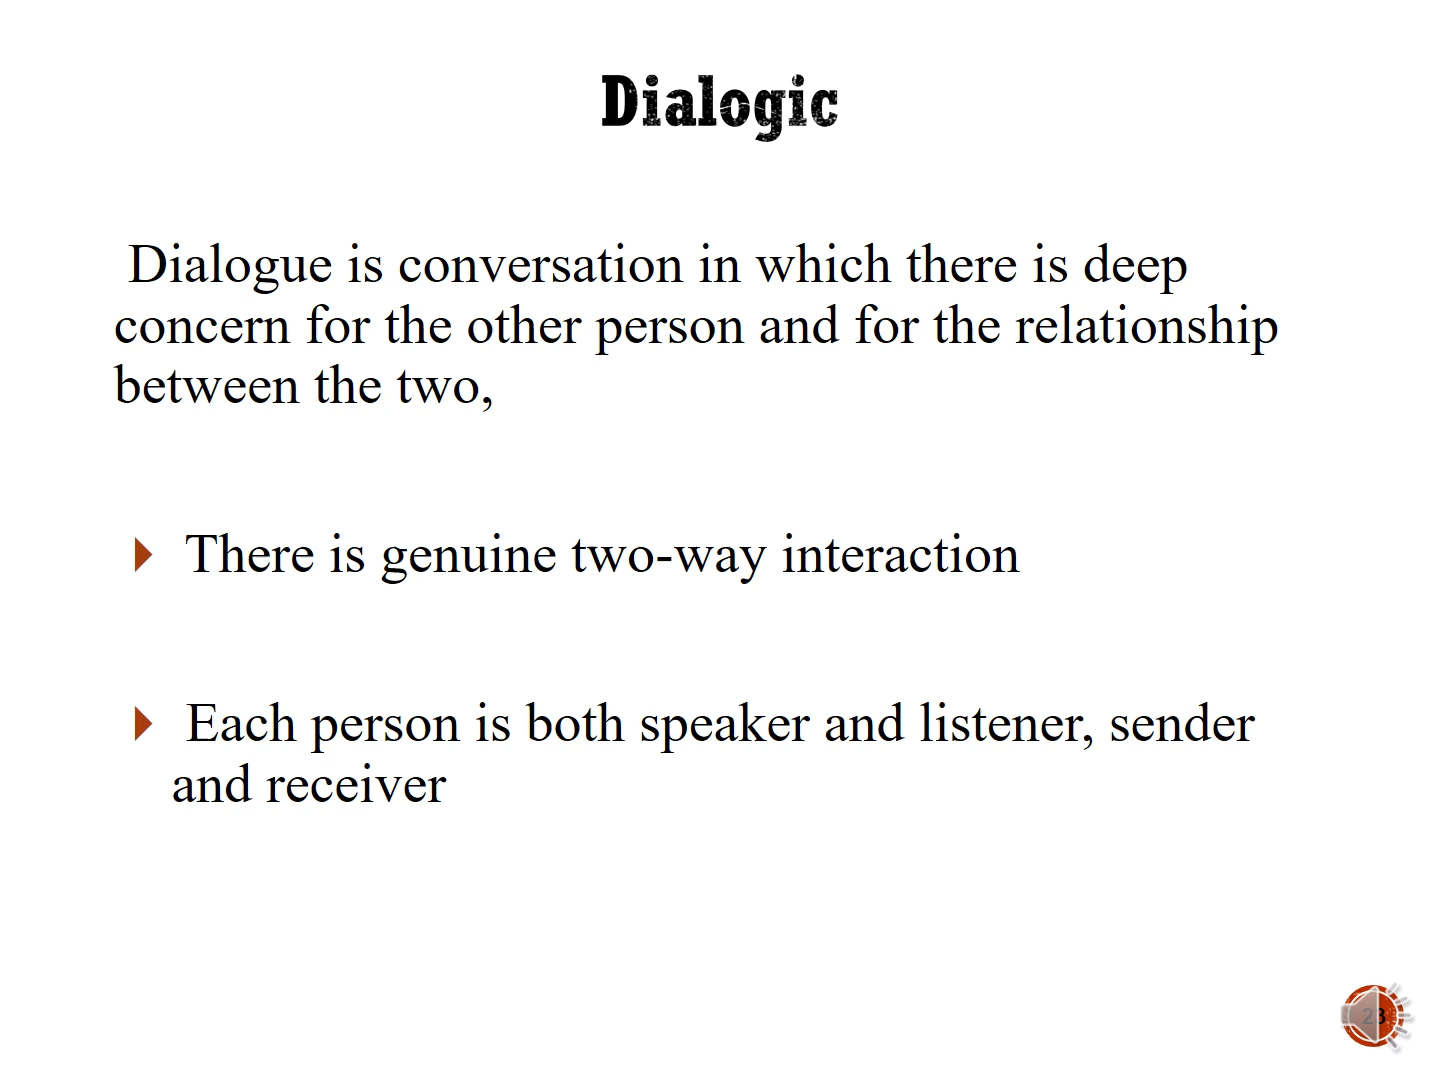 Dialogic
Dialogue is conversation in which there is deep
concern for the other person and for the relationship
between the two,
There is genuine two-way interaction
Each person is both speaker and listener, sender
and receiver
23